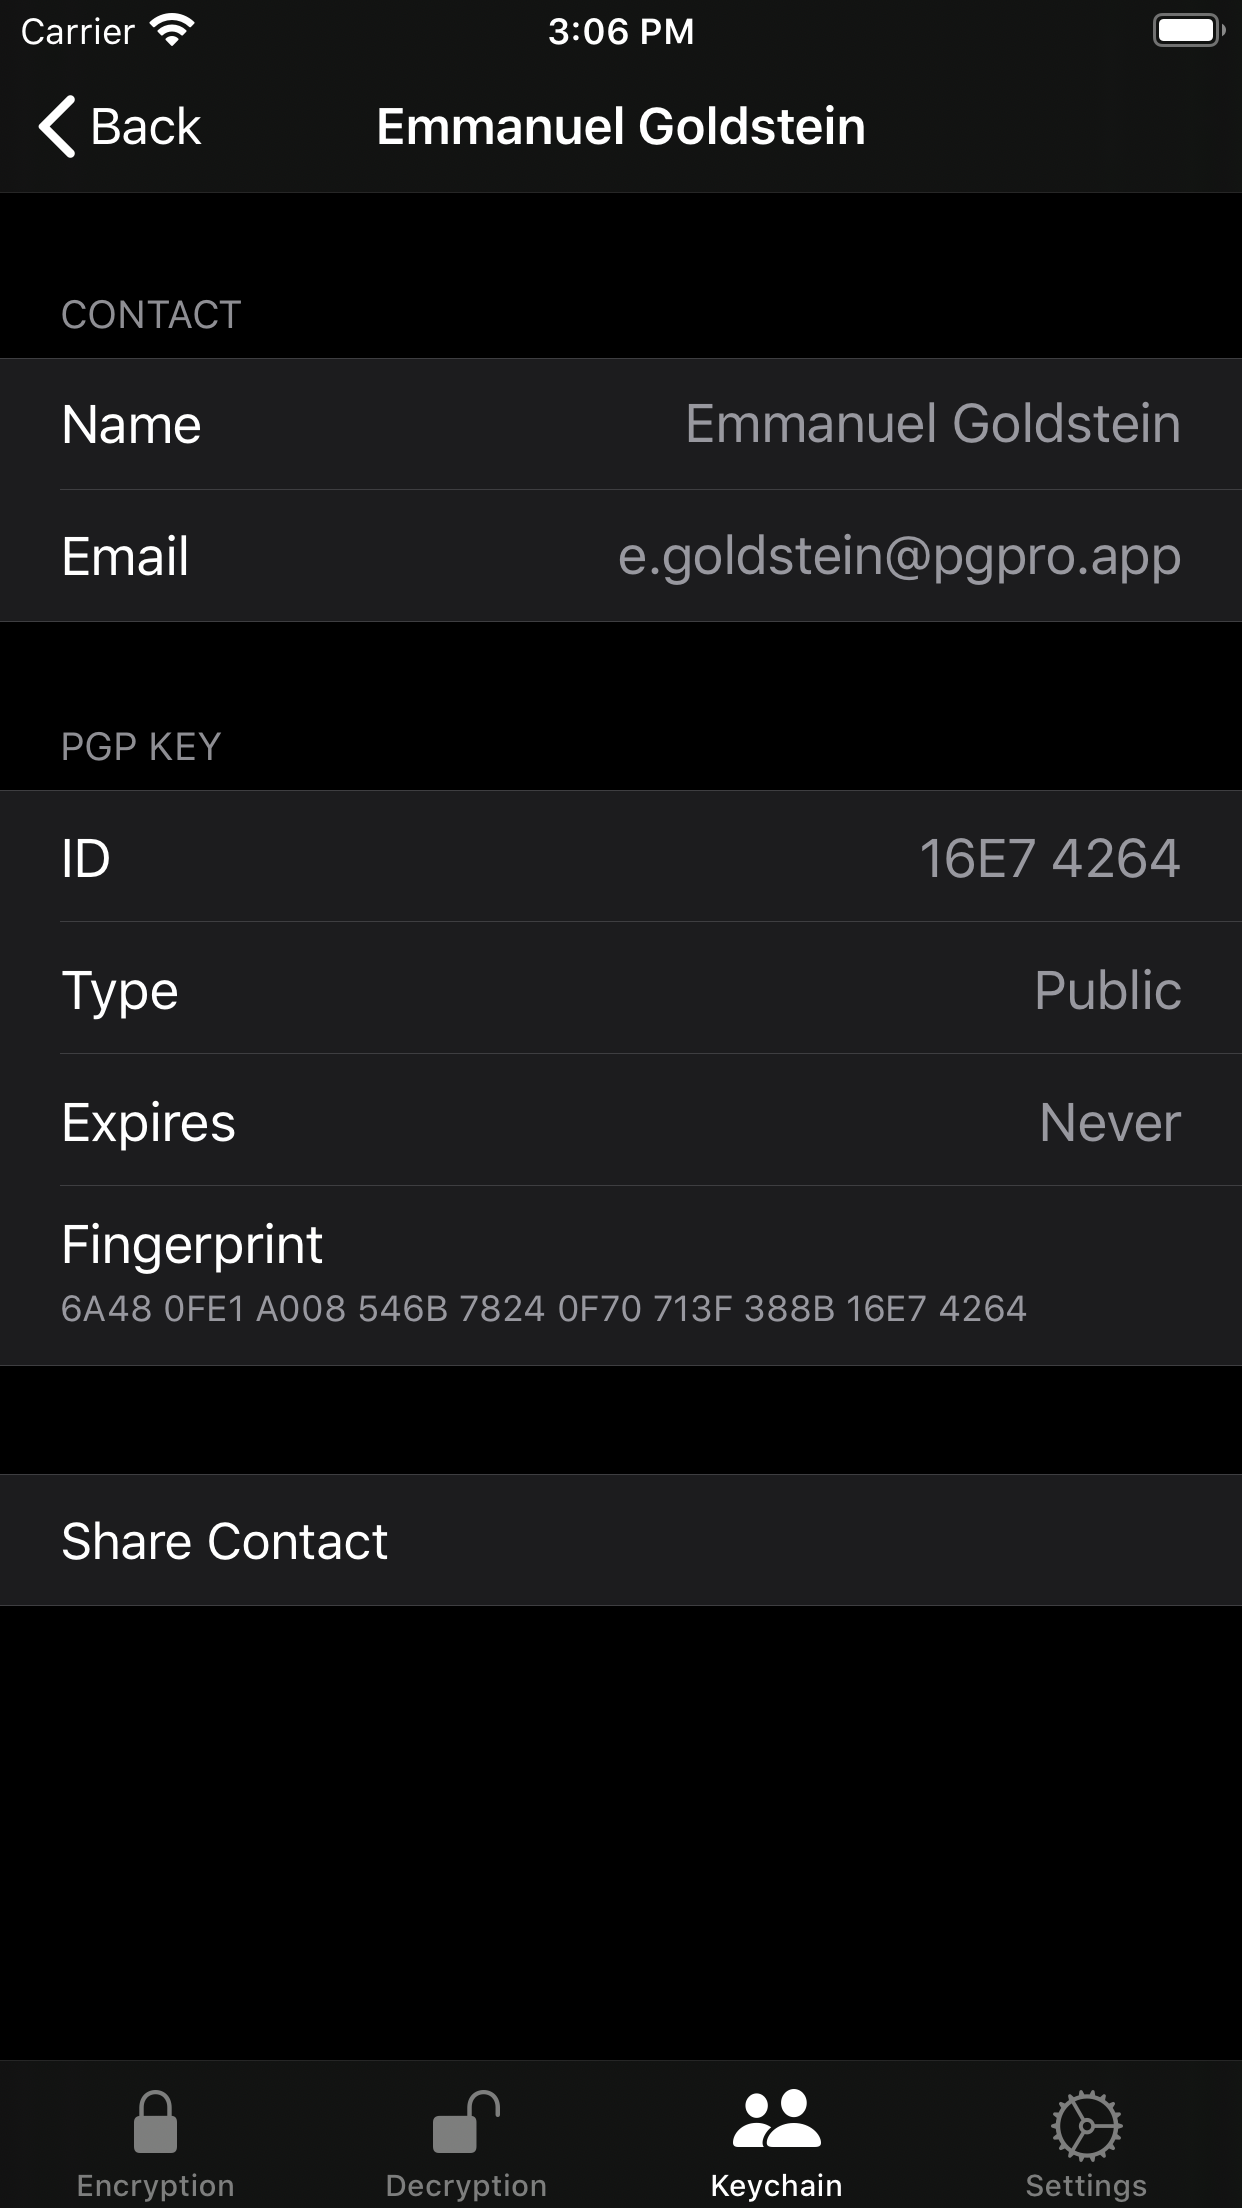 Carrier 3:06 PM
Back Emmanuel Goldstein
CONTACT
Name Emmanuel Goldstein
Email e.goldstein@pgpro.app
PGP KEY
ID 16E7 4264
Type Public
Expires Never
Fingerprint
6A48 0FE1 A008 546B 7824 0F70 713F 388B 16E7 4264
Share Contact
Encryption Decryption Keychain Settings